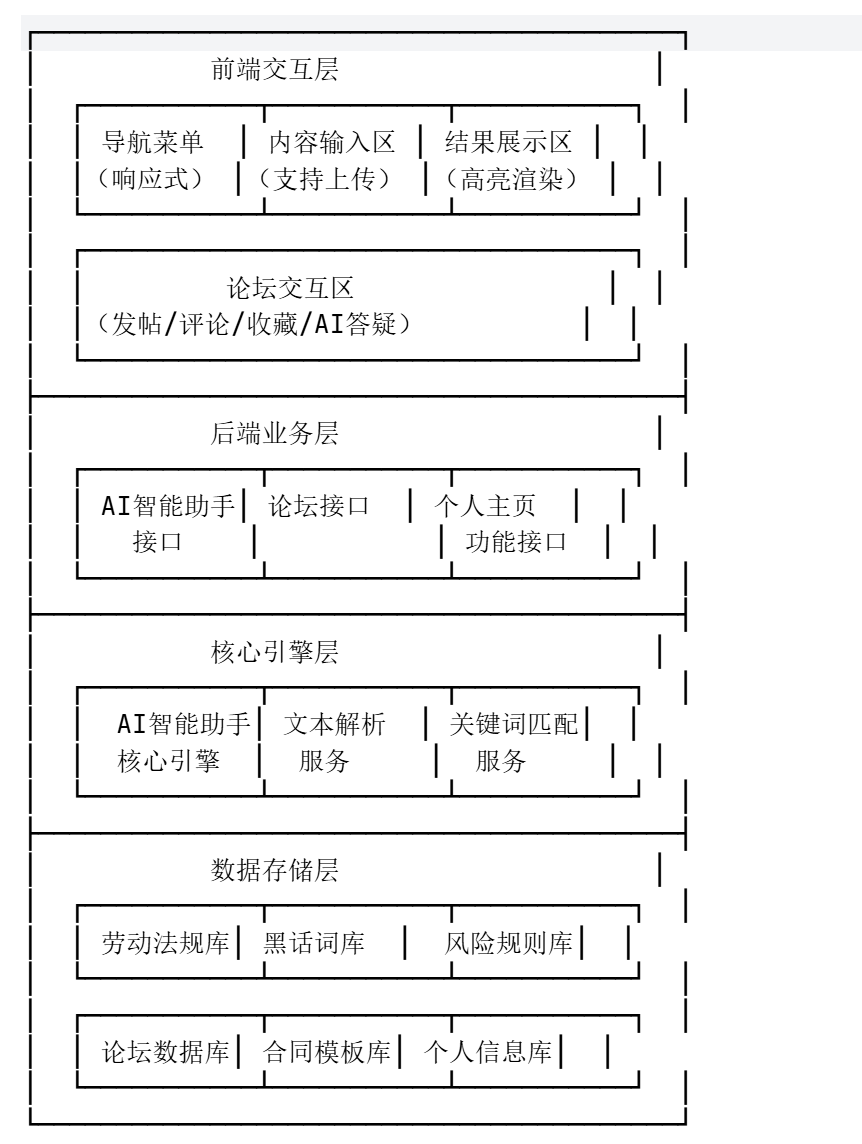 前端交互层
导航菜单 内容输入区 结果展示区
（响应式） （支持上传） （高亮渲染）
论坛交互区
（发帖/评论/收藏/AI答疑）
后端业务层
AI智能助手 论坛接口 个人主页
接口 功能接口
核心引擎层
AI智能助手 文本解析 关键词匹配
核心引擎 服务 服务
数据存储层
劳动法规库 黑话词库 风险规则库
论坛数据库 合同模板库 个人信息库